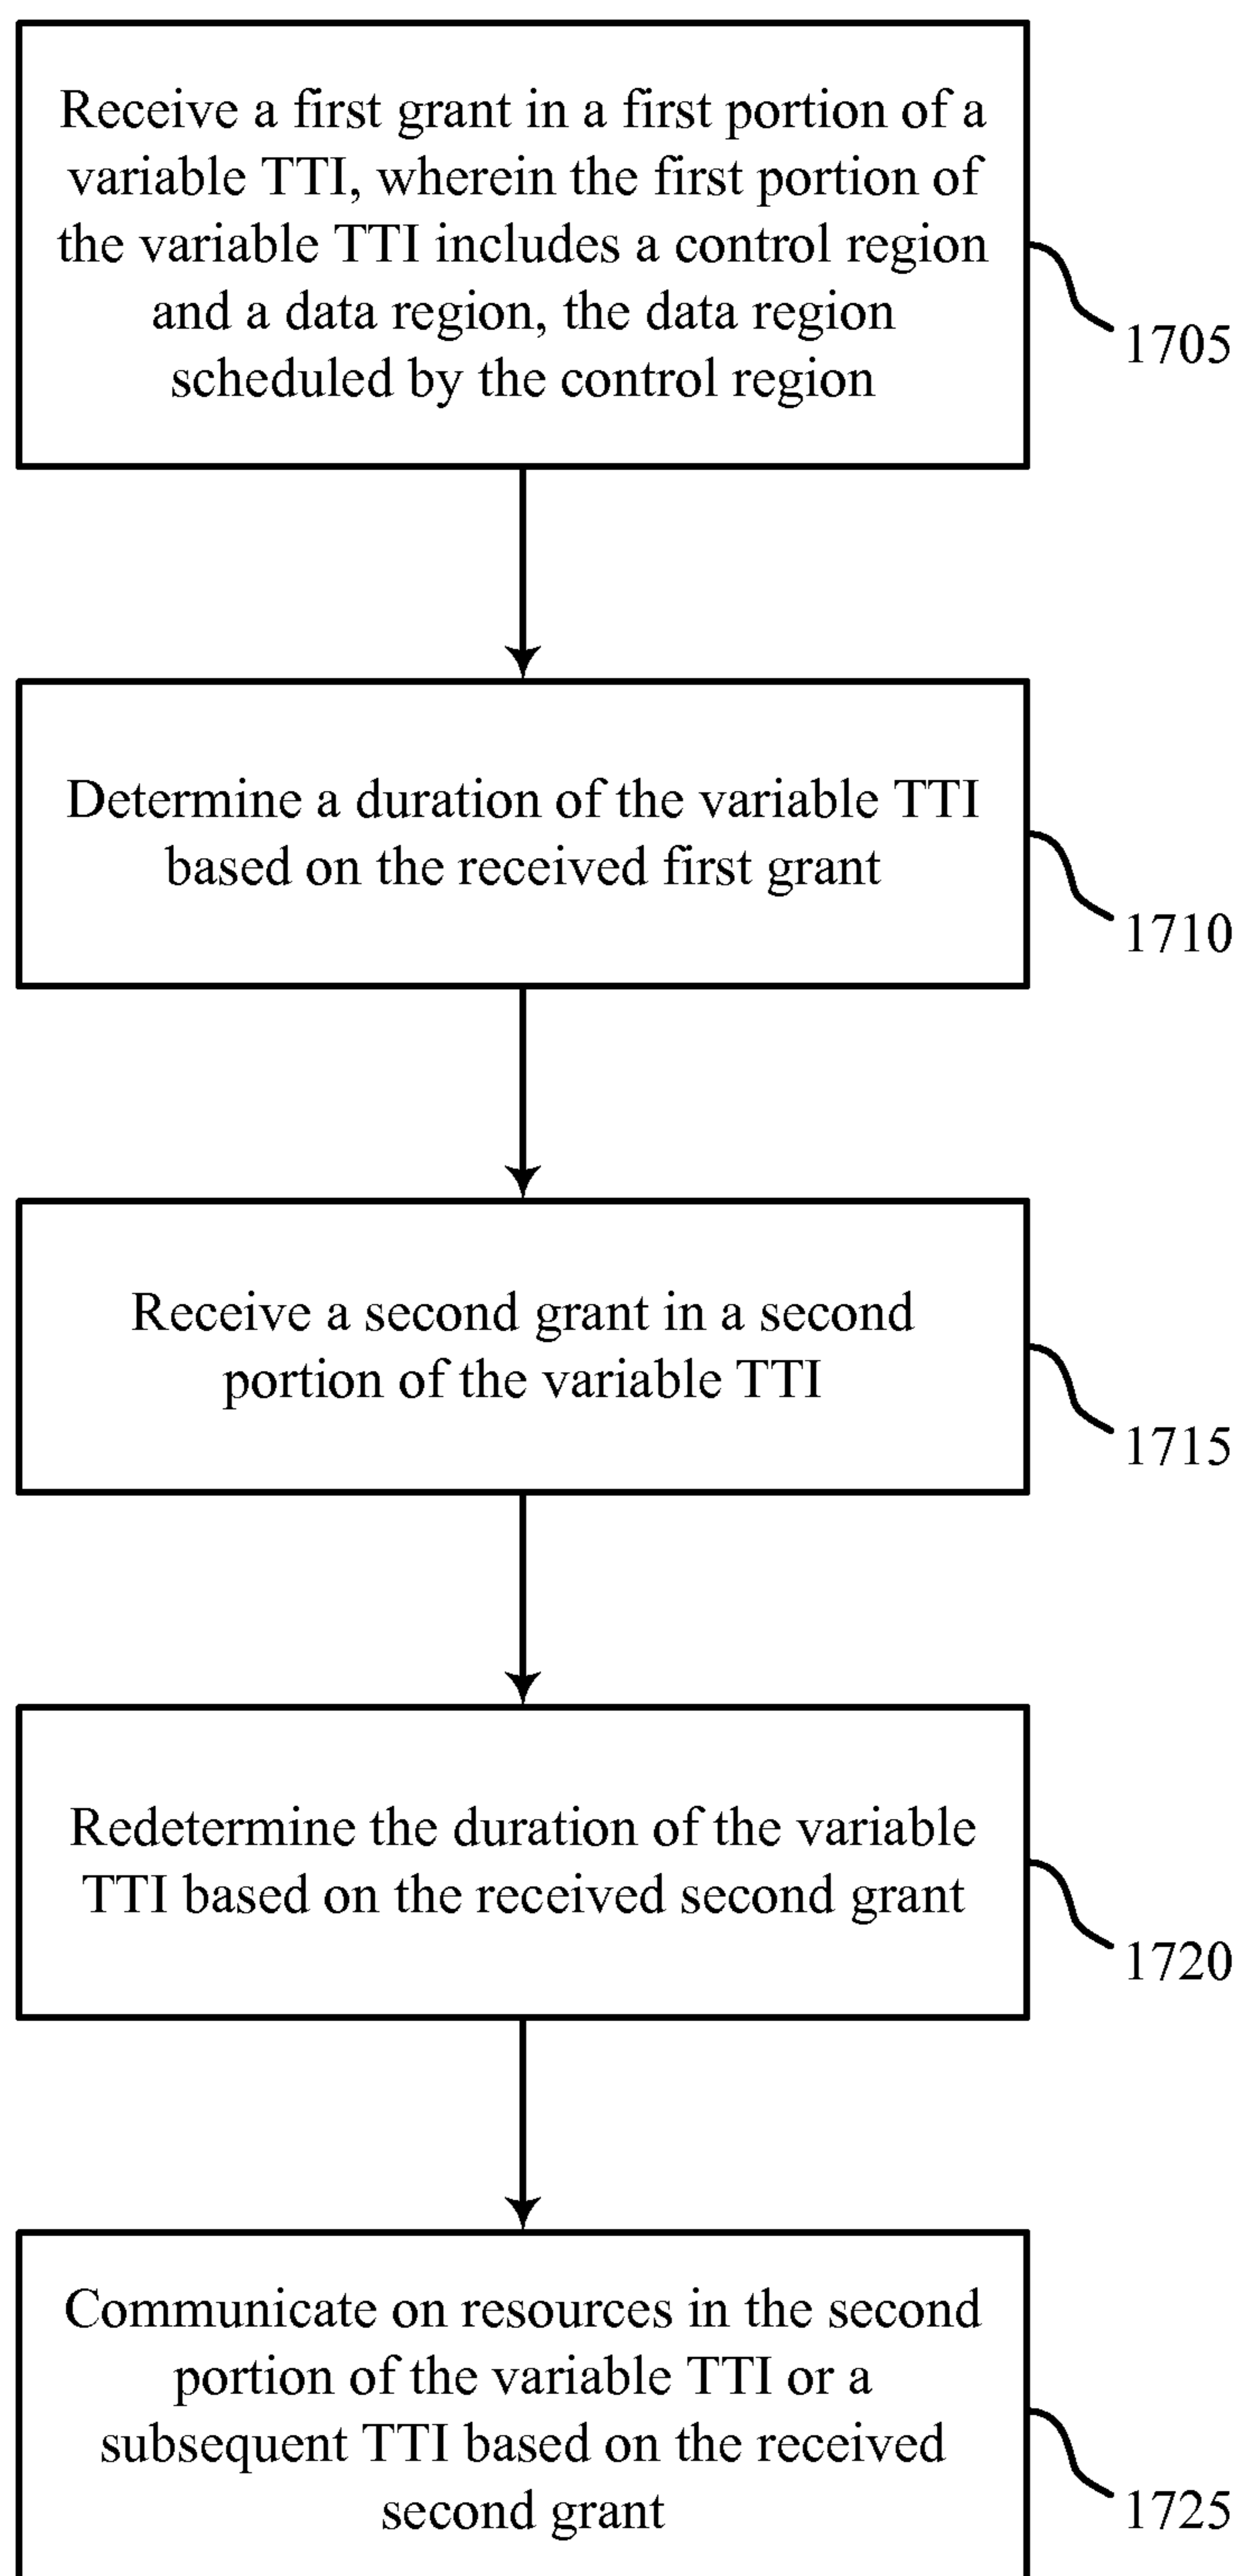 Receive a first grant in a first portion of a
variable TTI, wherein the first portion of
the variable TTI includes a control region
and a data region, the data region
scheduled by the control region
1705
Determine a duration of the variable TTI
based on the received first grant
1710
Receive a second grant in a second
portion of the variable TTI
1715
Redetermine the duration of the variable
TTI based on the received second grant
1720
Communicate on resources in the second
portion of the variable TTI or a
subsequent TTI based on the received
second grant
1725